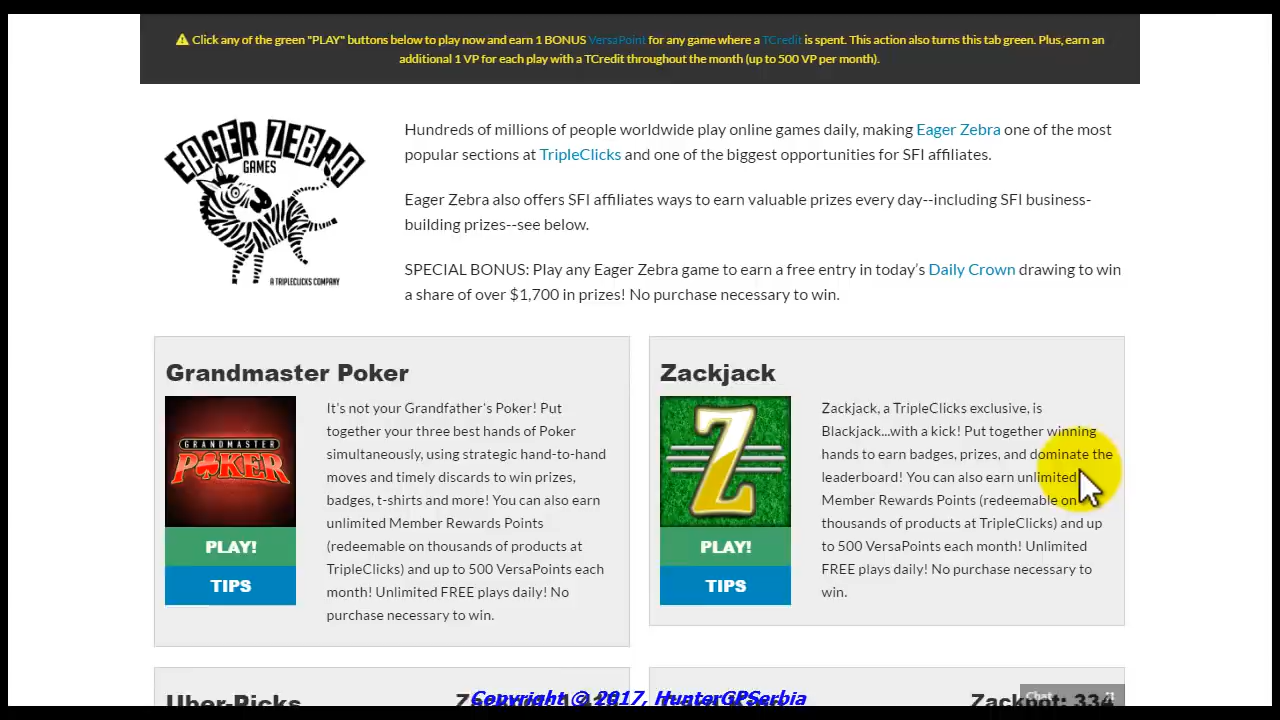 Click any of the green "PLAY" buttons below to play now and earn 1 BONUS VersaPoint for any game where a TCredit is spent. This action also turns this tab green. Plus, earn an
additional 1 VP for each play with a TCredit throughout the month (up to 500 VP per month).
EAGER ZEBRA
GAMES
A TRIPLECLICKS COMPANY
Hundreds of millions of people worldwide play online games daily, making Eager Zebra one of the most
popular sections at TripleClicks and one of the biggest opportunities for SFI affiliates.
Eager Zebra also offers SFI affiliates ways to earn valuable prizes every day--including SFI business-
building prizes--see below.
SPECIAL BONUS: Play any Eager Zebra game to earn a free entry in today's Daily Crown drawing to win
a share of over $1,700 in prizes! No purchase necessary to win.
Grandmaster Poker
GRANDMASTER
POKER
PLAY!
TIPS
It's not your Grandfather's Poker! Put
together your three best hands of Poker
simultaneously, using strategic hand-to-hand
moves and timely discards to win prizes,
badges, t-shirts and more! You can also earn
unlimited Member Rewards Points
(redeemable on thousands of products at
TripleClicks) and up to 500 VersaPoints each
month! Unlimited FREE plays daily! No
purchase necessary to win.
Zackjack
Z
PLAY!
TIPS
Zackjack, a TripleClicks exclusive, is
Blackjack...with a kick! Put together winning
hands to earn badges, prizes, and dominate the
leaderboard! You can also earn unlimited
Member Rewards Points (redeemable on
thousands of products at TripleClicks) and up
to 500 VersaPoints each month! Unlimited
FREE plays daily! No purchase necessary to
win.
Uber-Picks
Zackpot: 334
Chat
Copyright @ 2017, HunterGPSerbia